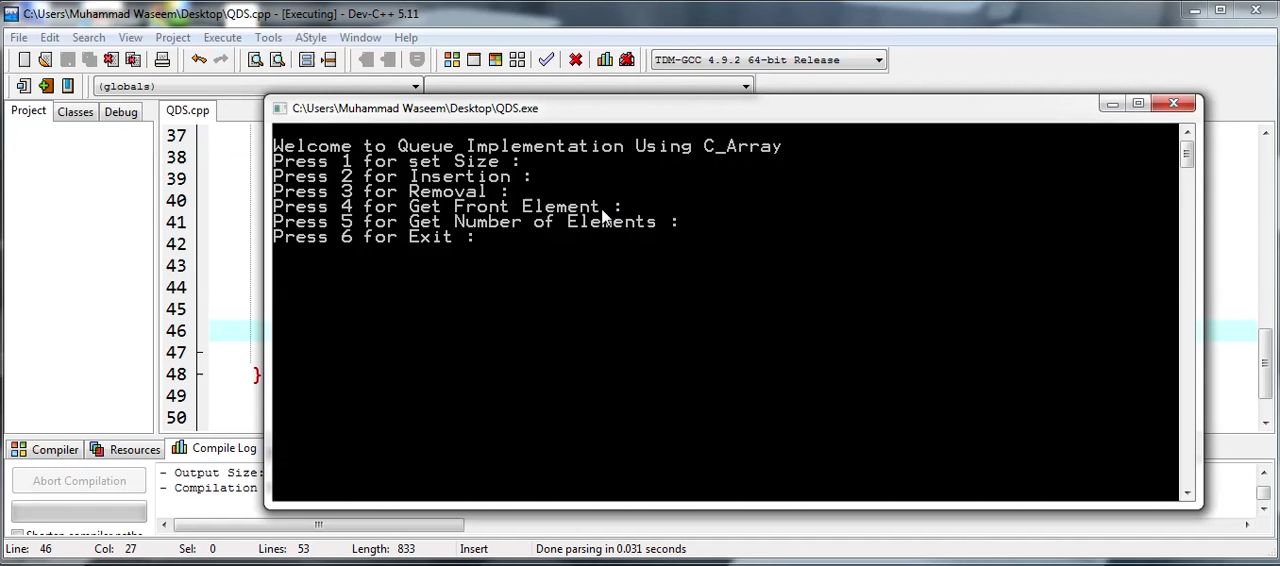 C:\Users\Muhammad Waseem\Desktop\QDS.cpp - [Executing] - Dev-C++ 5.11
File Edit Search View Project Execute Tools AStyle Window Help
TDM-GCC 4.9.2 64-bit Release
(globals)
Project Classes Debug
QDS.cpp
C:\Users\Muhammad Waseem\Desktop\QDS.exe
Welcome to Queue Implementation Using C_Array
Press 1 for set Size :
Press 2 for Insertion :
Press 3 for Removal :
Press 4 for Get Front Element :
Press 5 for Get Number of Elements :
Press 6 for Exit :
37
38
39
40
41
42
43
44
45
46
47
48 }
49
50
Compiler Resources Compile Log
Abort Compilation
- Output Size:
- Compilation
Shorten compiler paths
Line: 46 Col: 27 Sel: 0 Lines: 53 Length: 833 Insert Done parsing in 0.031 seconds